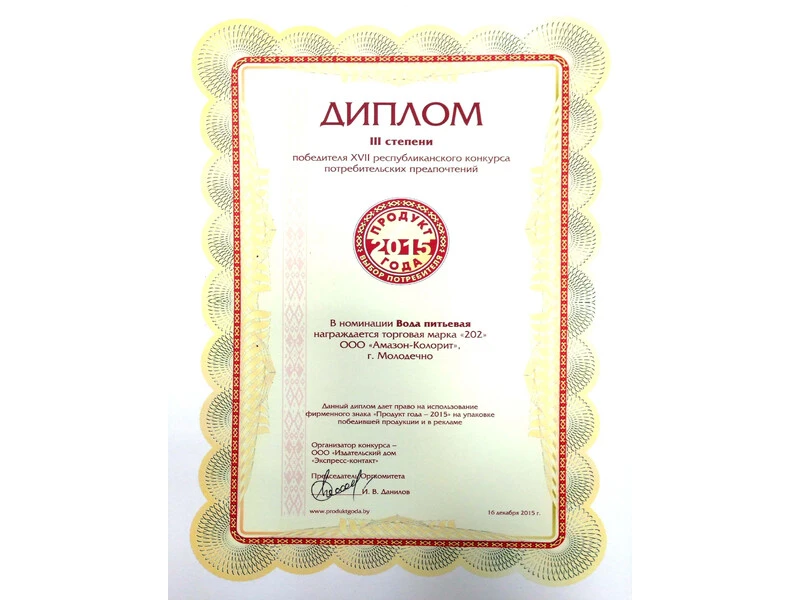 ДИПЛОМ
III степени
победителя XVII республиканского конкурса
потребительских предпочтений
ПРОДУКТ
2015
ГОДА
ВЫБОР ПОТРЕБИТЕЛЯ
В номинации Вода питьевая
награждается торговая марка «202»
ООО «Амазон-Колорит»,
г. Молодечно
Данный диплом дает право на использование
фирменного знака «Продукт года – 2015» на упаковке
победившей продукции и в рекламе
Организатор конкурса –
ООО «Издательский дом
«Экспресс-контакт»
Председатель Оргкомитета
И. В. Данилов
www.produktgoda.by
16 декабря 2015 г.